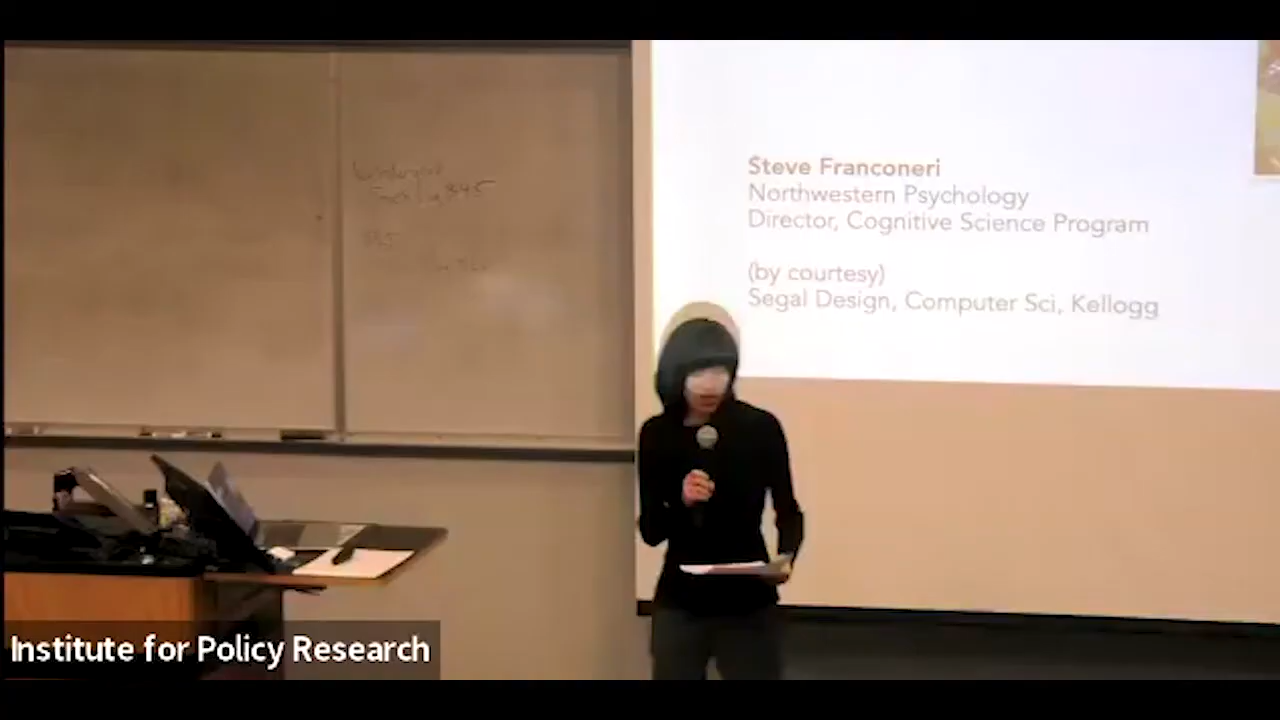 Steve Franconeri
Northwestern Psychology
Director, Cognitive Science Program
(by courtesy)
Segal Design, Computer Sci, Kellogg
Institute for Policy Research